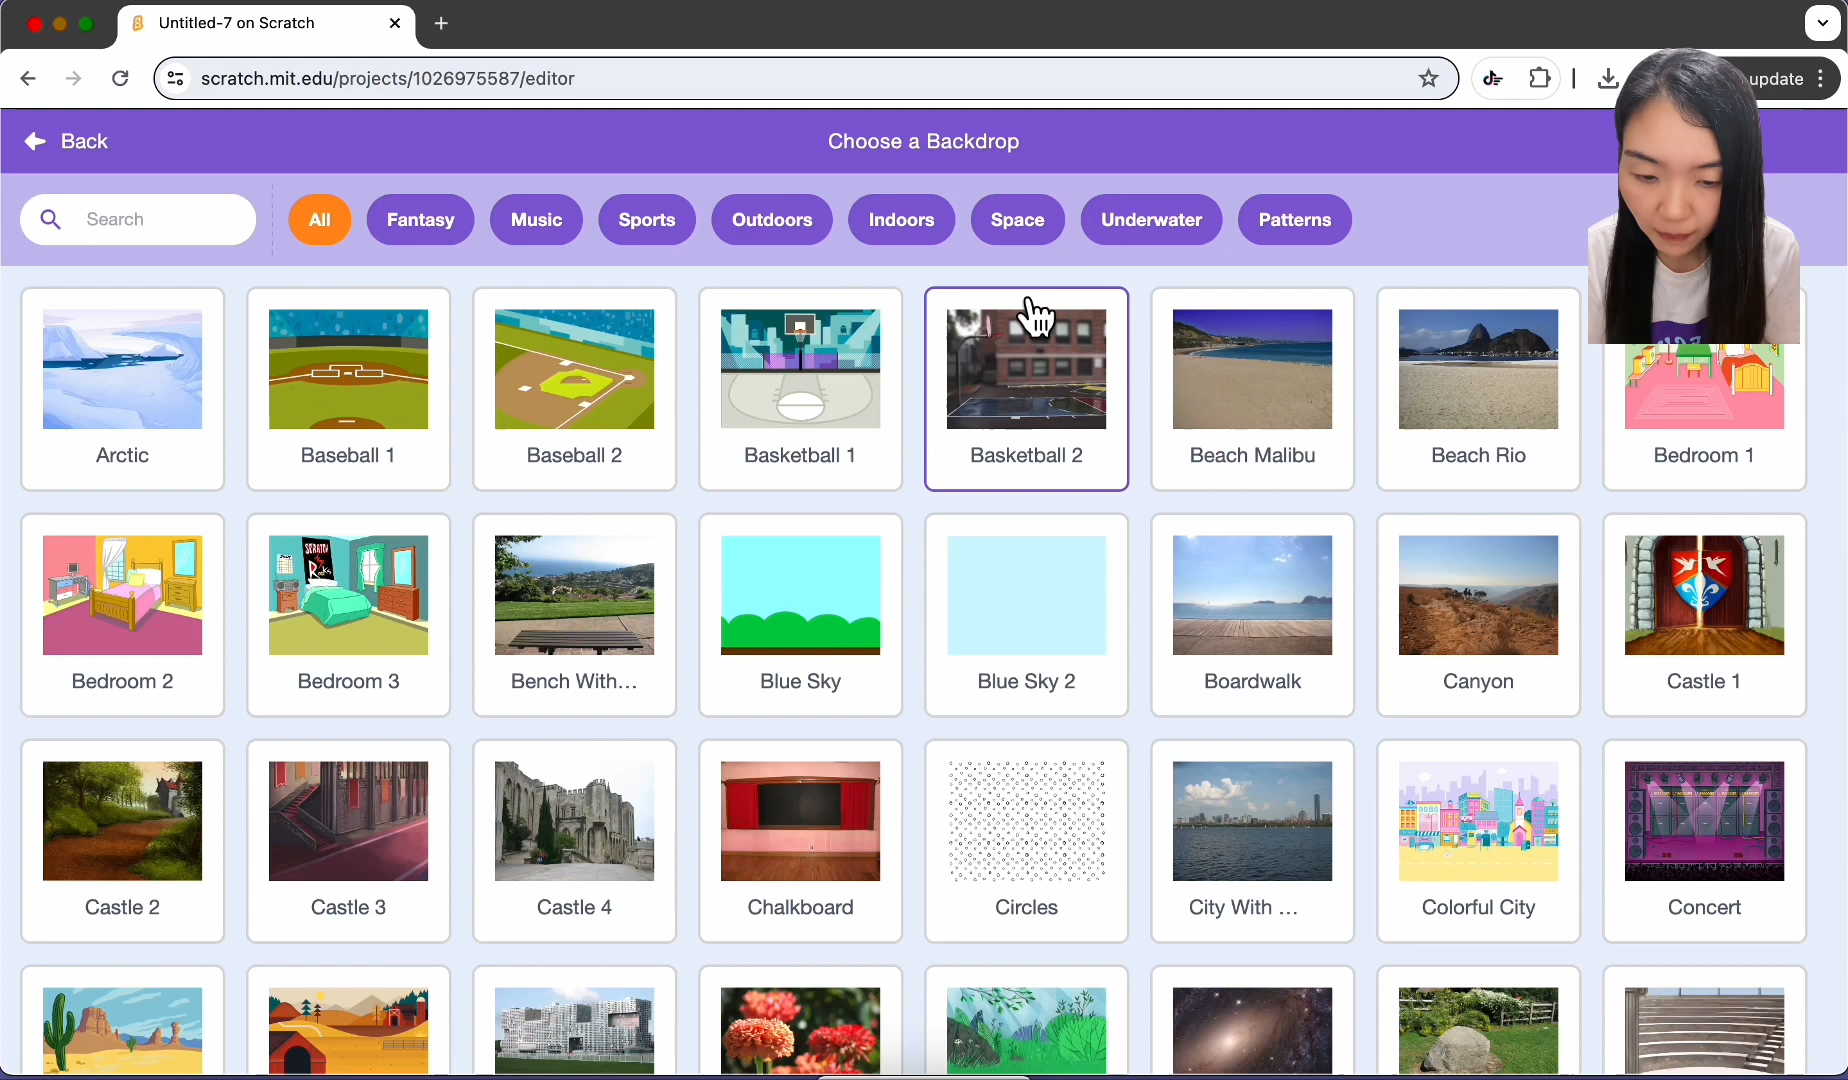 Untitled-7 on Scratch
scratch.mit.edu/projects/1026975587/editor
update
Back
Choose a Backdrop
Search
All
Fantasy
Music
Sports
Outdoors
Indoors
Space
Underwater
Patterns
Arctic
Baseball 1
Baseball 2
Basketball 1
Basketball 2
Beach Malibu
Beach Rio
Bedroom 1
SCRATCH
Rocks
Bedroom 2
Bedroom 3
Bench With...
Blue Sky
Blue Sky 2
Boardwalk
Canyon
Castle 1
Castle 2
Castle 3
Castle 4
Chalkboard
Circles
City With ...
Colorful City
Concert